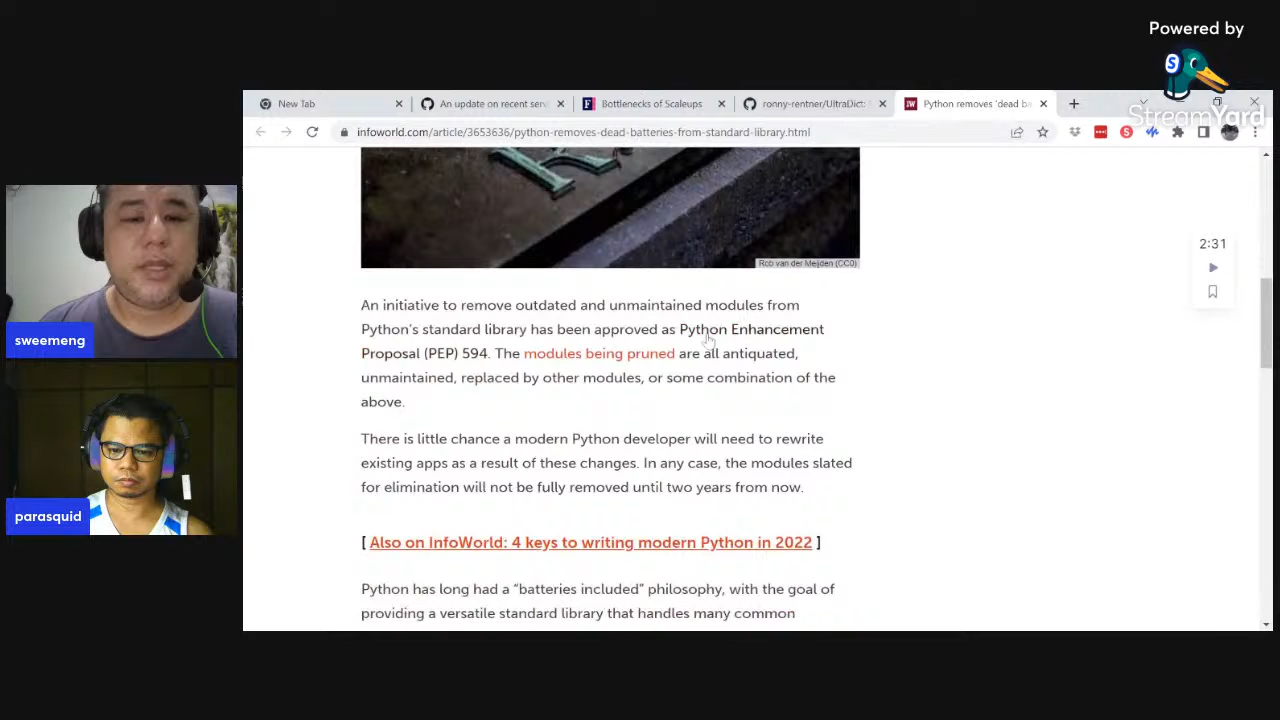 Powered by
S
StreamYard
New Tab
An update on recent serv
Bottlenecks of Scaleups
ronny-rentner/UltraDict:
Python removes 'dead ba
infoworld.com/article/3653636/python-removes-dead-batteries-from-standard-library.html
Rob van der Meijden (CC0)
2:31
An initiative to remove outdated and unmaintained modules from
Python's standard library has been approved as Python Enhancement
Proposal (PEP) 594. The modules being pruned are all antiquated,
unmaintained, replaced by other modules, or some combination of the
above.
There is little chance a modern Python developer will need to rewrite
existing apps as a result of these changes. In any case, the modules slated
for elimination will not be fully removed until two years from now.
[ Also on InfoWorld: 4 keys to writing modern Python in 2022 ]
Python has long had a “batteries included” philosophy, with the goal of
providing a versatile standard library that handles many common
sweemeng
parasquid